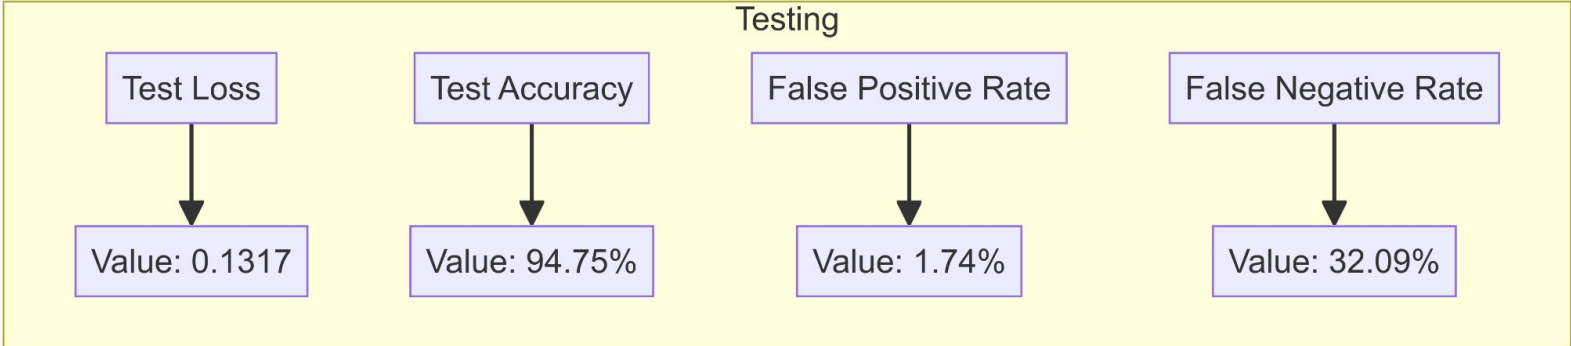 Testing
Test Loss
Test Accuracy
False Positive Rate
False Negative Rate
Value: 0.1317
Value: 94.75%
Value: 1.74%
Value: 32.09%